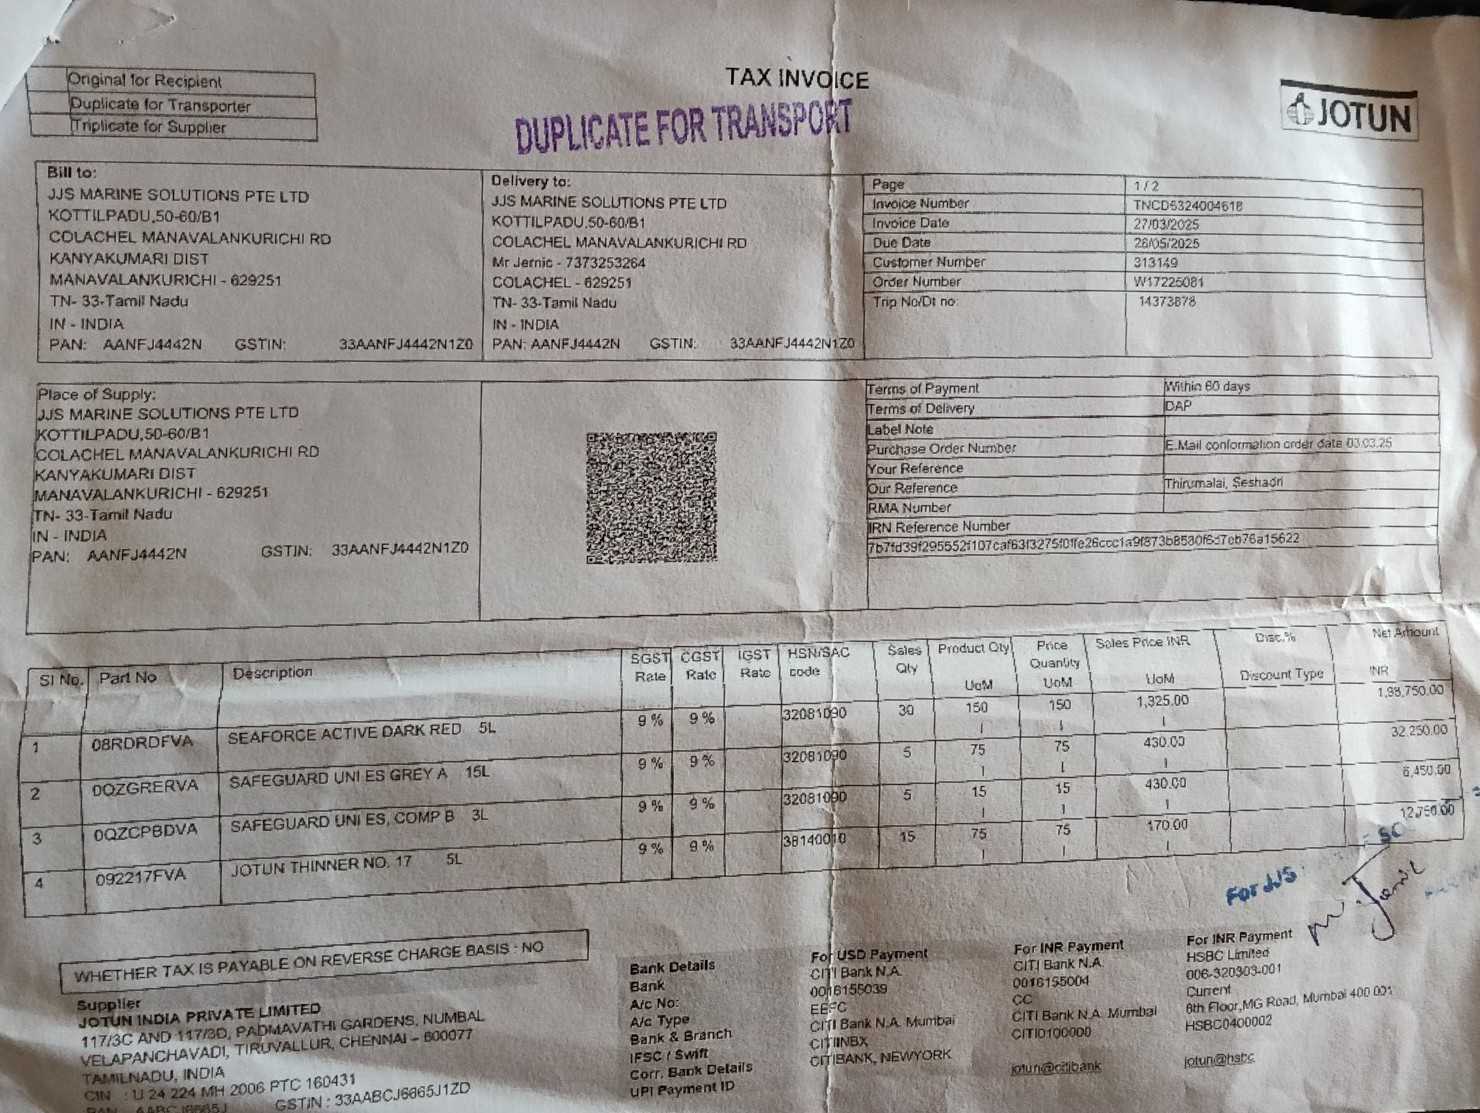 TAX INVOICE
Original for Recipient
Duplicate for Transporter
Triplicate for Supplier
DUPLICATE FOR TRANSPORT
JOTUN
Bill to:
JJS MARINE SOLUTIONS PTE LTD
KOTTILPADU,50-60/B1
COLACHEL MANAVALANKURICHI RD
KANYAKUMARI DIST
MANAVALANKURICHI - 629251
TN- 33-Tamil Nadu
IN - INDIA
PAN: AANFJ4442N GSTIN: 33AANFJ4442N1Z0
Delivery to:
JJS MARINE SOLUTIONS PTE LTD
KOTTILPADU,50-60/B1
COLACHEL MANAVALANKURICHI RD
Mr Jernic - 7373253264
COLACHEL - 629251
TN- 33-Tamil Nadu
IN - INDIA
PAN: AANFJ4442N GSTIN: 33AANFJ4442N1Z0
Page 1 / 2
Invoice Number TNCD5324004618
Invoice Date 27/03/2025
Due Date 26/05/2025
Customer Number 313149
Order Number W17225081
Trip No/Dt no: 14373878
Place of Supply:
JJS MARINE SOLUTIONS PTE LTD
KOTTILPADU,50-60/B1
COLACHEL MANAVALANKURICHI RD
KANYAKUMARI DIST
MANAVALANKURICHI - 629251
TN- 33-Tamil Nadu
IN - INDIA
PAN: AANFJ4442N GSTIN: 33AANFJ4442N1Z0
Terms of Payment Within 60 days
Terms of Delivery DAP
Label Note
Purchase Order Number E.Mail conformation order date 03.03.25
Your Reference
Our Reference Thirumalai, Seshadri
RMA Number
IRN Reference Number
SI No. Part No Description SGST Rate CGST Rate IGST Rate HSN/SAC code Sales Qty Product Qty UoM Price Quantity UoM Sales Price INR UoM Disc.% Discount Type Net Amount INR
1 08RDRDFVA SEAFORCE ACTIVE DARK RED 5L 9 % 9 % 32081090 30 150 l 150 l 1,325.00 l 1,98,750.00
2 0QZGRERVA SAFEGUARD UNI ES GREY A 15L 9 % 9 % 32081090 5 75 l 75 l 430.00 l 32,250.00
3 0QZCPBDVA SAFEGUARD UNI ES, COMP B 3L 9 % 9 % 32081090 5 15 l 15 l 430.00 l 6,450.00
4 092217FVA JOTUN THINNER NO. 17 5L 9 % 9 % 38140010 15 75 l 75 l 170.00 l 12,750.00
For JJS
WHETHER TAX IS PAYABLE ON REVERSE CHARGE BASIS - NO
Supplier
JOTUN INDIA PRIVATE LIMITED
117/3C AND 117/3D, PADMAVATHI GARDENS, NUMBAL
VELAPANCHAVADI, TIRUVALLUR, CHENNAI – 600077
TAMILNADU, INDIA
CIN : U 24 224 MH 2006 PTC 160431
PAN : AABCJ6865J GSTIN : 33AABCJ6865J1ZD
Bank Details
Bank
A/c No:
A/c Type
Bank & Branch
IFSC / Swift
Corr. Bank Details
UPI Payment ID
For USD Payment
CITI Bank N.A.
0016155039
EEFC
CITI Bank N.A. Mumbai
CITIINBX
CITIBANK, NEWYORK
For INR Payment
CITI Bank N.A.
0016155004
CC
CITI Bank N.A. Mumbai
CITI0100000
jotun@citibank
For INR Payment
HSBC Limited
006-320303-001
Current
6th Floor,MG Road, Mumbai 400 001
HSBC0400002
jotun@hsbc